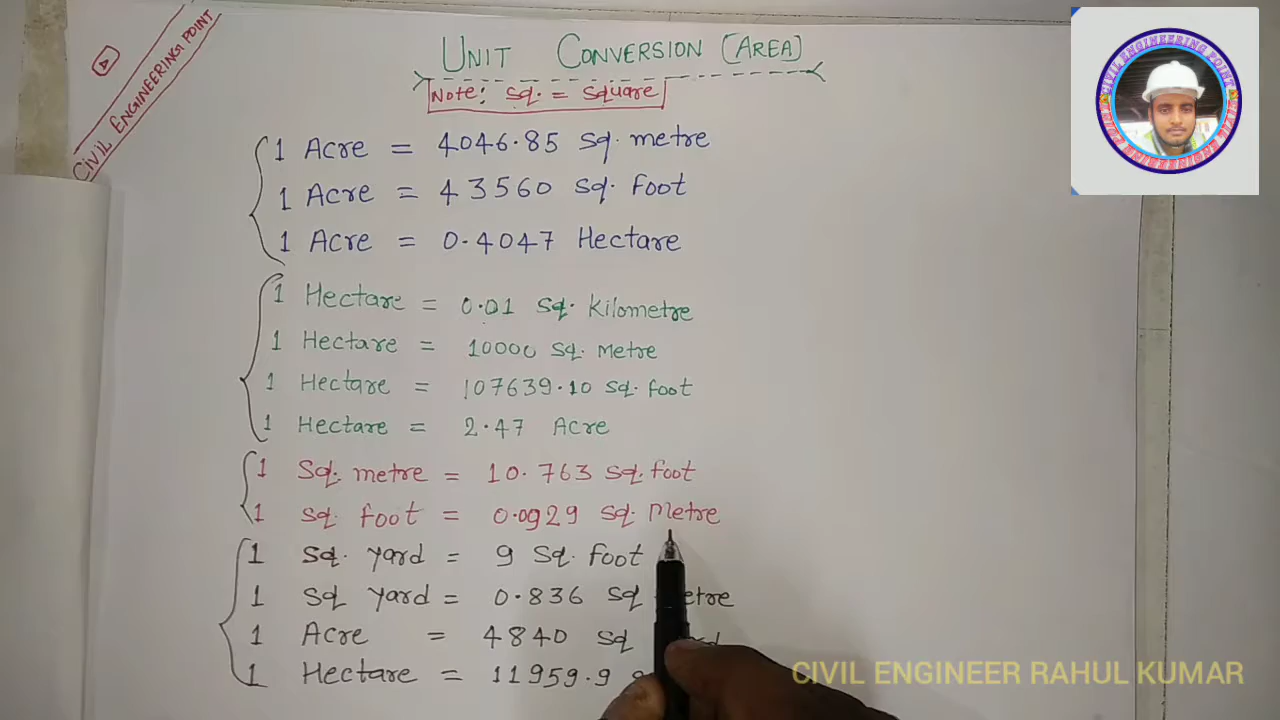 UNIT CONVERSION (AREA)
Note: sq. = square
CIVIL ENGINEERING POINT
1 Acre = 4046.85 sq. metre
1 Acre = 43560 sq. foot
1 Acre = 0.4047 Hectare
1 Hectare = 0.01 sq. kilometre
1 Hectare = 10000 sq. metre
1 Hectare = 107639.10 sq. foot
1 Hectare = 2.47 Acre
1 sq. metre = 10.763 sq. foot
1 sq. foot = 0.0929 sq. metre
1 sq. yard = 9 sq. foot
1 sq yard = 0.836 sq etre
1 Acre = 4840 sq
1 Hectare = 11959.9
CIVIL ENGINEERING POINT
CIVIL ENGINEER RAHUL KUMAR